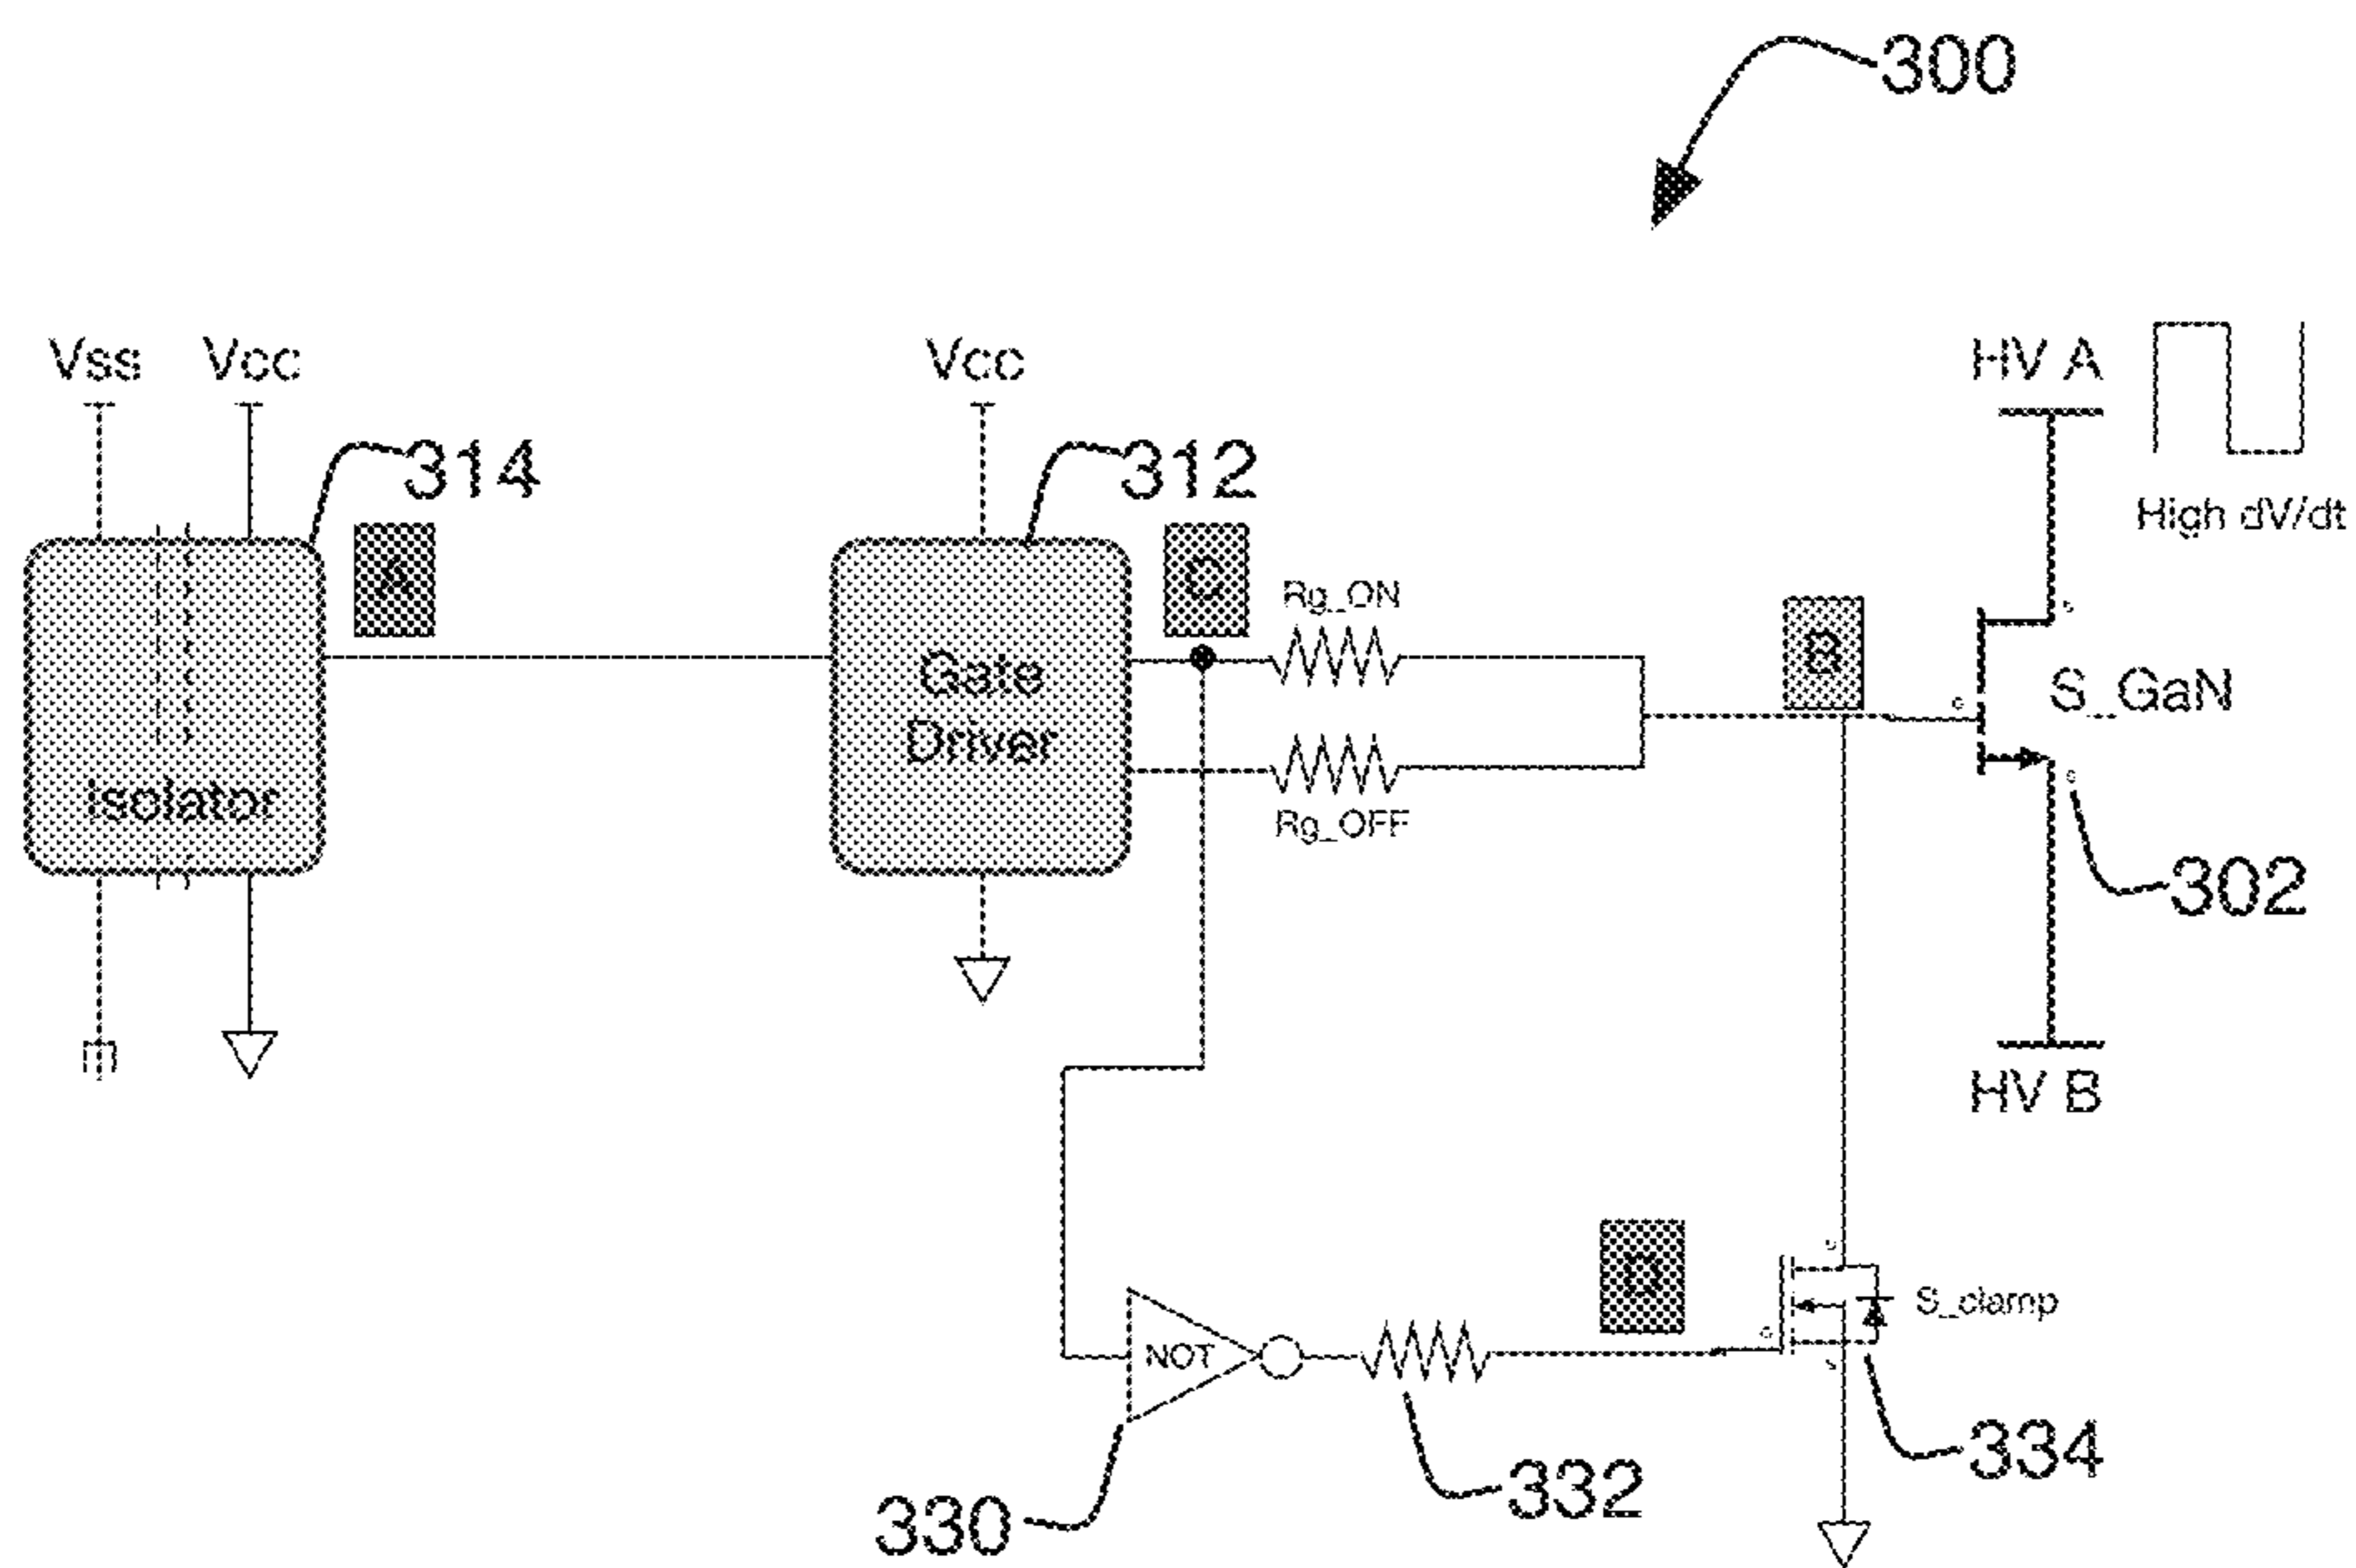 300
Vss Vcc
Vcc
HV A
314
312
High dV/dt
A
C
Rg_ON
B
Gate
Driver
S_GaN
Isolator
Rg_OFF
302
HV B
D
S_clamp
NOT
334
332
330